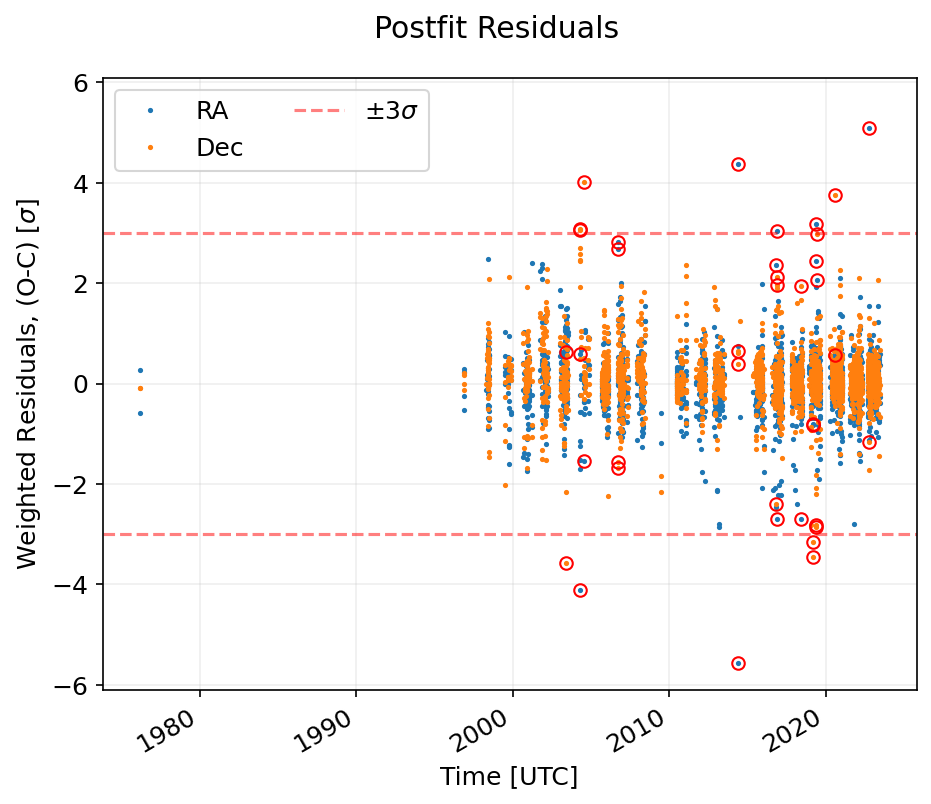 Postfit Residuals
RA
Dec
±3σ
Weighted Residuals, (O-C) [σ]
6
4
2
0
−2
−4
−6
1980
1990
2000
2010
2020
Time [UTC]